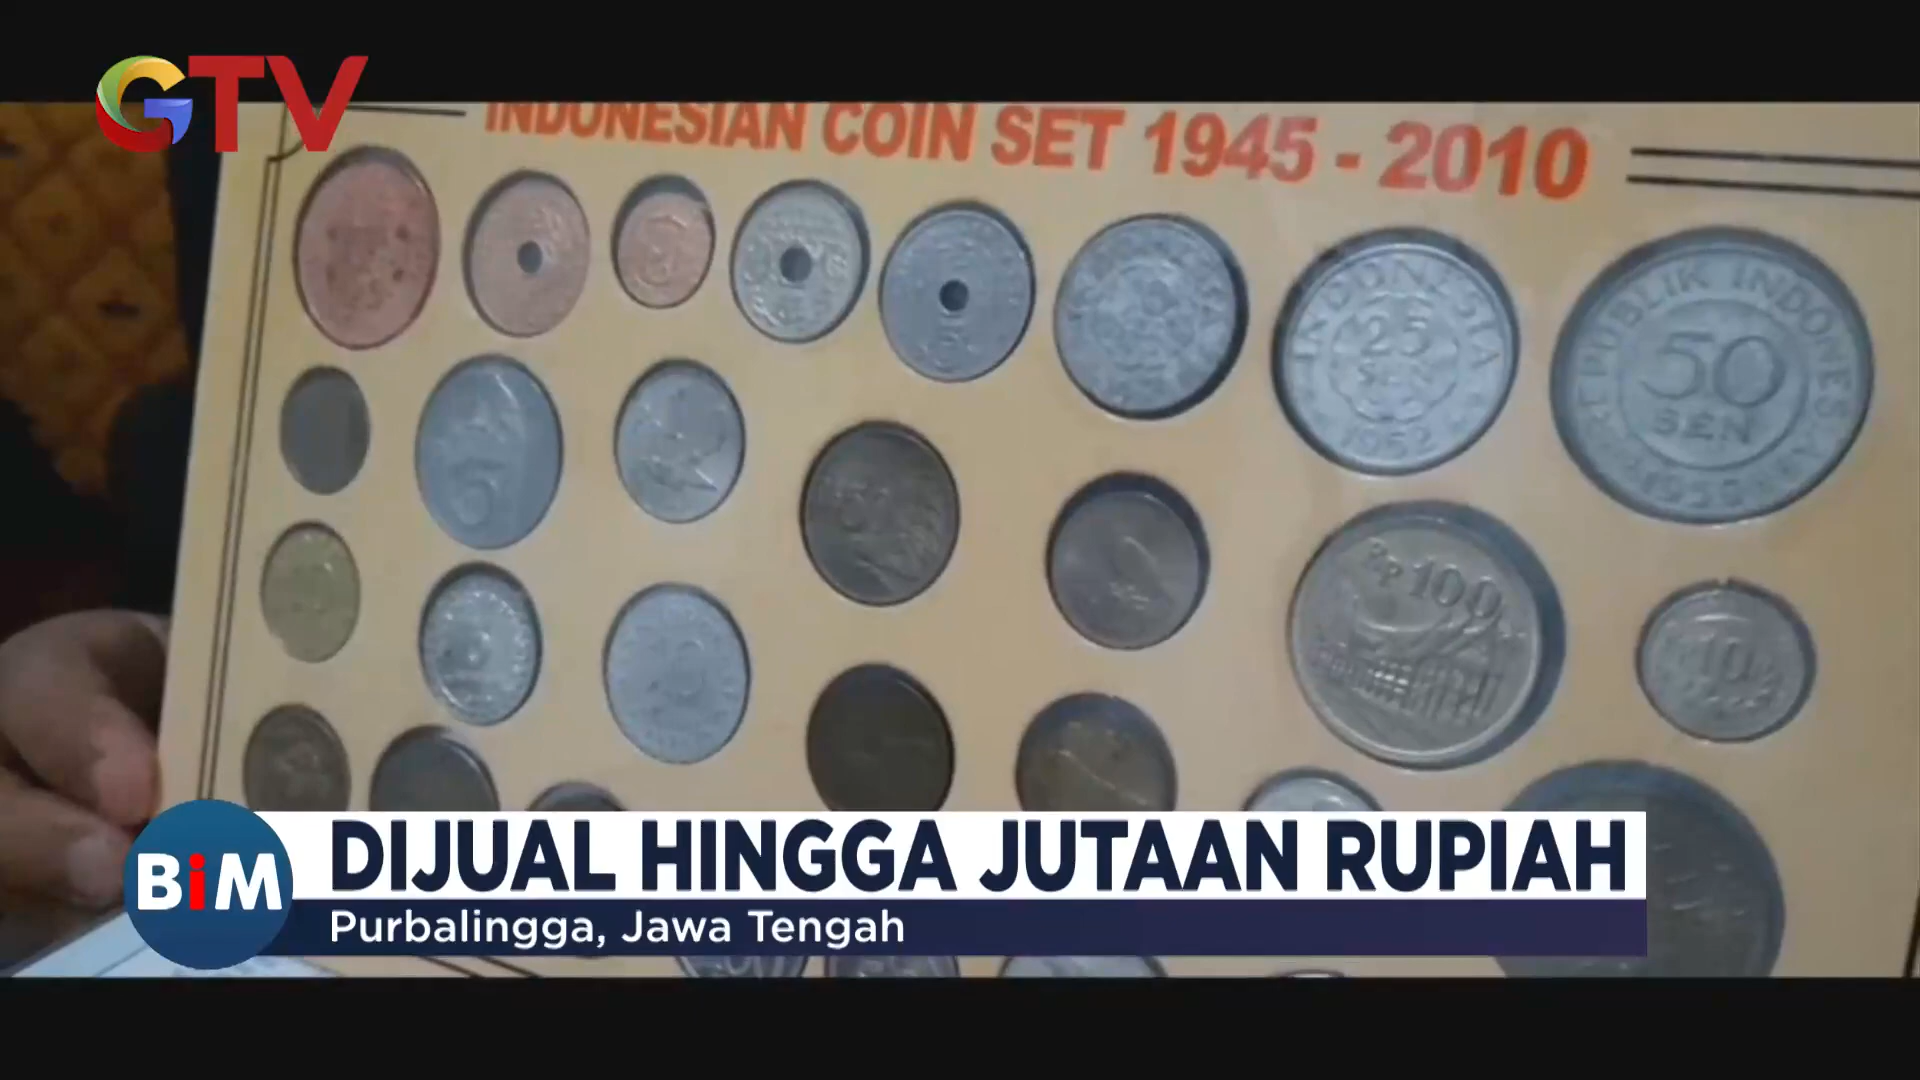 GTV
INDONESIAN COIN SET 1945 - 2010
INDONESIA
25
SEN
1952
REPUBLIK INDONESIA
50
SEN
Rp 100
10
BiM
DIJUAL HINGGA JUTAAN RUPIAH
Purbalingga, Jawa Tengah